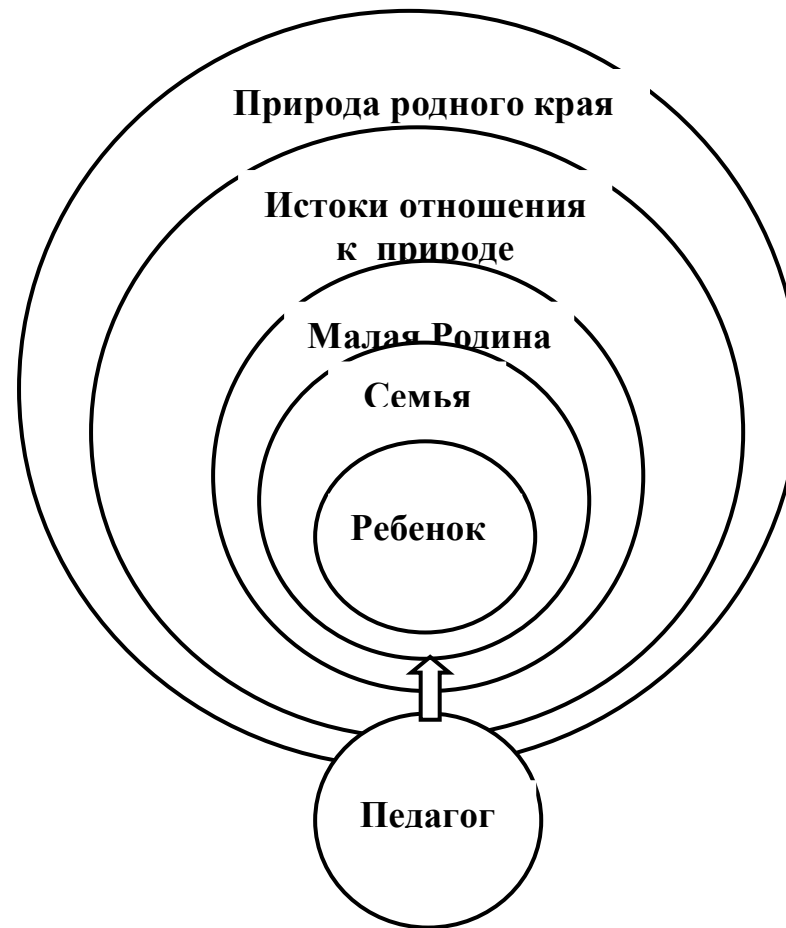 Природа родного края
Истоки отношения
к природе
Малая Родина
Семья
Ребенок
Педагог